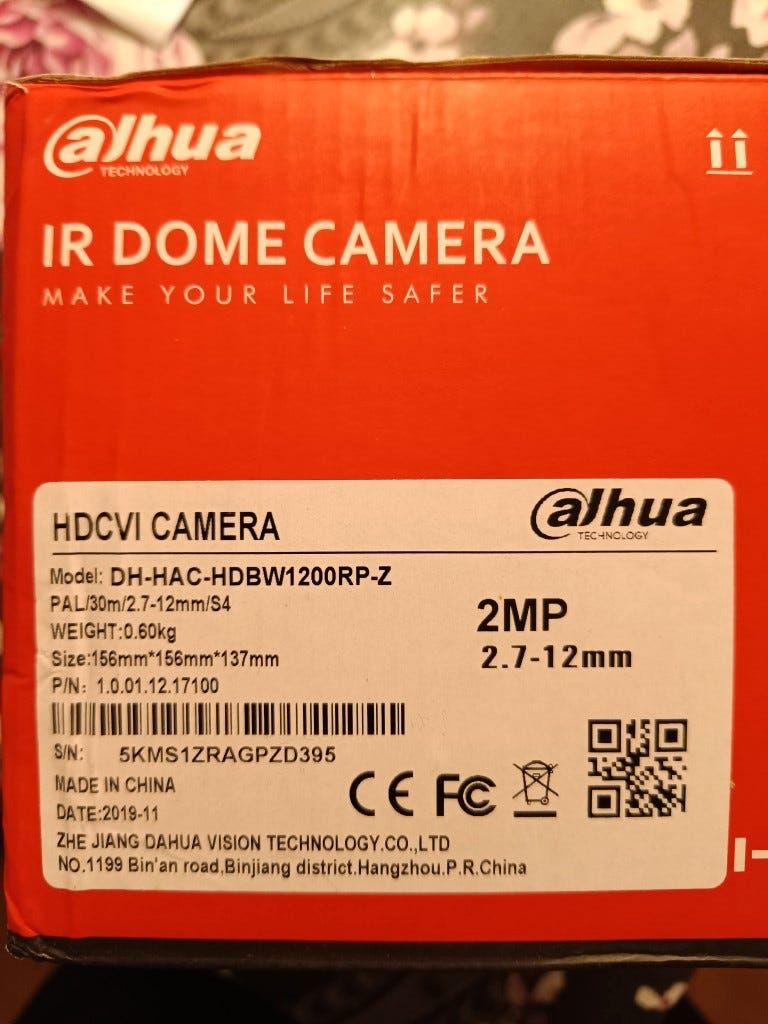 alhua
TECHNOLOGY
IR DOME CAMERA
MAKE YOUR LIFE SAFER
HDCVI CAMERA
alhua
TECHNOLOGY
Model: DH-HAC-HDBW1200RP-Z
PAL/30m/2.7-12mm/S4
2MP
WEIGHT:0.60kg
2.7-12mm
Size:156mm*156mm*137mm
P/N: 1.0.01.12.17100
S/N: 5KMS1ZRAGPZD395
MADE IN CHINA
CE FC
DATE:2019-11
ZHE JIANG DAHUA VISION TECHNOLOGY.CO.,LTD
NO.1199 Bin'an road,Binjiang district.Hangzhou.P.R.China